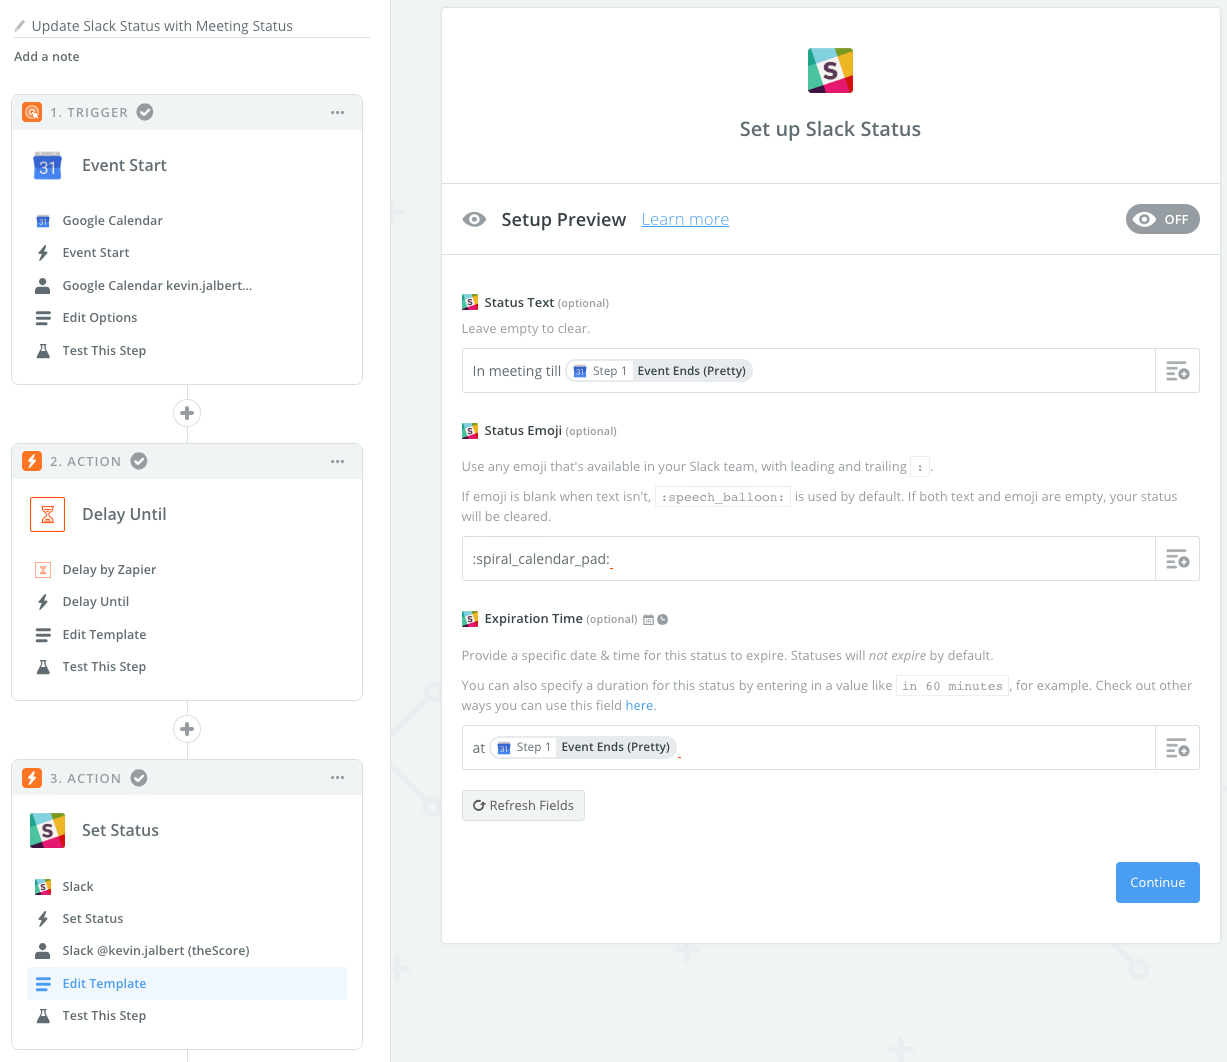 Update Slack Status with Meeting Status
Add a note
1. TRIGGER
31 Event Start
31 Google Calendar
Event Start
Google Calendar kevin.jalbert...
Edit Options
Test This Step
2. ACTION
Delay Until
Delay by Zapier
Delay Until
Edit Template
Test This Step
3. ACTION
S Set Status
S Slack
Set Status
Slack @kevin.jalbert (theScore)
Edit Template
Test This Step
S
Set up Slack Status
Setup Preview Learn more OFF
S Status Text (optional)
Leave empty to clear.
In meeting till 31 Step 1 Event Ends (Pretty)
S Status Emoji (optional)
Use any emoji that's available in your Slack team, with leading and trailing : .
If emoji is blank when text isn't, :speech_balloon: is used by default. If both text and emoji are empty, your status
will be cleared.
:spiral_calendar_pad:
S Expiration Time (optional)
Provide a specific date & time for this status to expire. Statuses will not expire by default.
You can also specify a duration for this status by entering in a value like in 60 minutes , for example. Check out other
ways you can use this field here.
at 31 Step 1 Event Ends (Pretty)
Refresh Fields
Continue